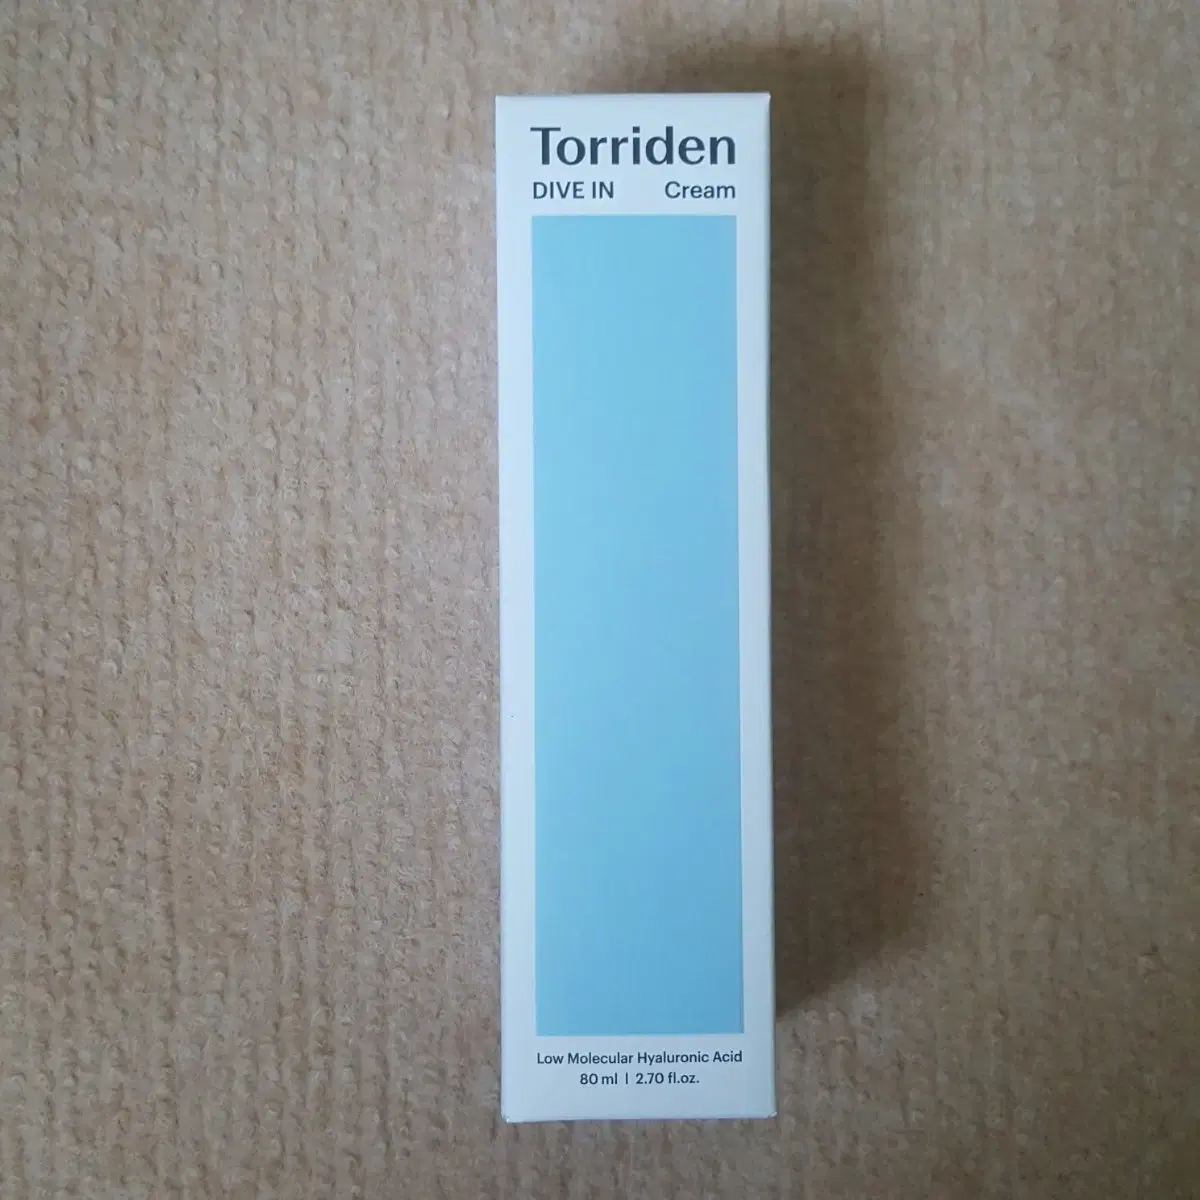 Torriden
DIVE IN Cream
Low Molecular Hyaluronic Acid
80 ml | 2.70 fl.oz.